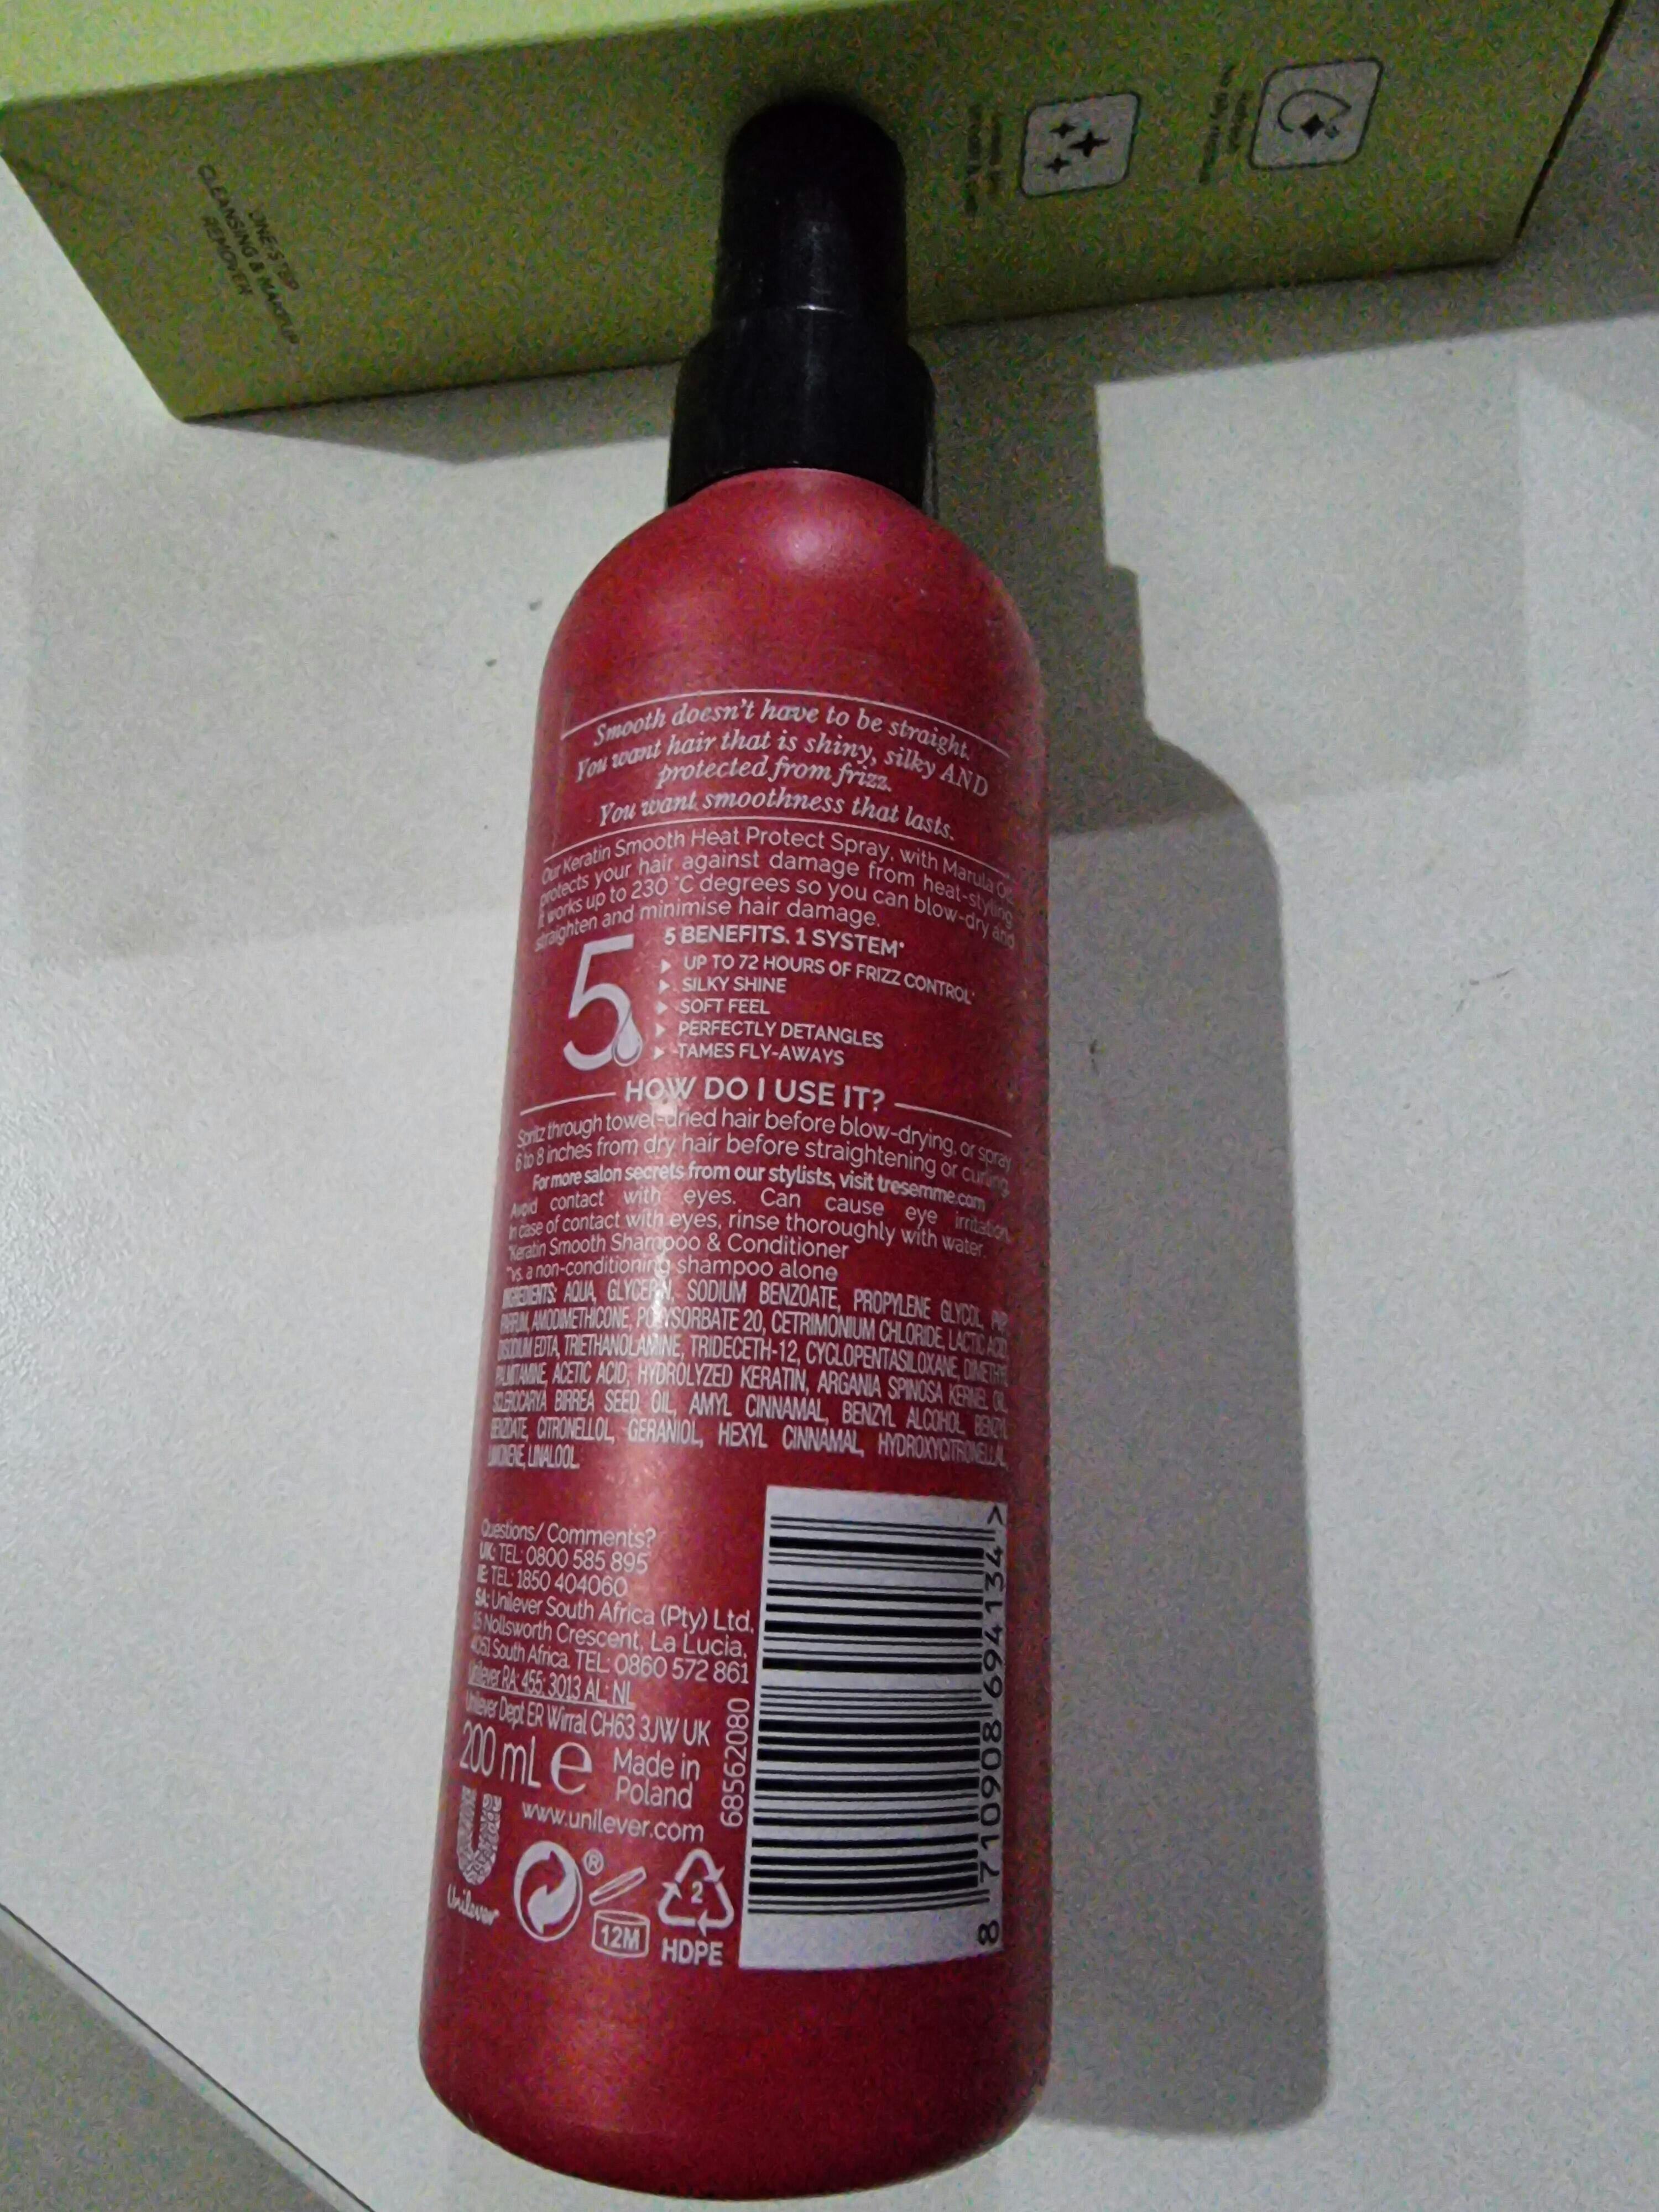 ONE STEP
CLEANSING & MAKEUP
REMOVER
Smooth doesn't have to be straight.
You want hair that is shiny, silky AND
protected from frizz.
You want smoothness that lasts.
Our Keratin Smooth Heat Protect Spray, with Marula Oil,
protects your hair against damage from heat-styling.
It works up to 230 °C degrees so you can blow-dry and
straighten and minimise hair damage.
5
5 BENEFITS. 1 SYSTEM*
UP TO 72 HOURS OF FRIZZ CONTROL*
SILKY SHINE
SOFT FEEL
PERFECTLY DETANGLES
TAMES FLY-AWAYS
HOW DO I USE IT?
Spritz through towel-dried hair before blow-drying, or spray
6 to 8 inches from dry hair before straightening or curling.
For more salon secrets from our stylists, visit tresemme.com
Avoid contact with eyes. Can cause eye irritation.
In case of contact with eyes, rinse thoroughly with water.
*Keratin Smooth Shampoo & Conditioner
**vs. a non-conditioning shampoo alone
INGREDIENTS: AQUA, GLYCERIN, SODIUM BENZOATE, PROPYLENE GLYCOL, PVP,
PARFUM, AMODIMETHICONE, POLYSORBATE 20, CETRIMONIUM CHLORIDE, LACTIC ACID,
DISODIUM EDTA, TRIETHANOLAMINE, TRIDECETH-12, CYCLOPENTASILOXANE, DIMETHYL
PALMITAMINE, ACETIC ACID, HYDROLYZED KERATIN, ARGANIA SPINOSA KERNEL OIL,
SCLEROCARYA BIRREA SEED OIL, AMYL CINNAMAL, BENZYL ALCOHOL, BENZYL
BENZOATE, CITRONELLOL, GERANIOL, HEXYL CINNAMAL, HYDROXYCITRONELLAL,
LIMONENE, LINALOOL.
Questions/ Comments?
UK: TEL: 0800 585 895
IE: TEL: 1850 404060
SA: Unilever South Africa (Pty) Ltd,
15 Nollsworth Crescent, La Lucia,
4051 South Africa. TEL: 0860 572 861
Unilever RA: 455; 3013 AL; NL
Unilever Dept ER Wirral CH63 3JW UK
200 mL e
Made in
Poland
www.unilever.com
Unilever
®
12M
2
HDPE
68562080
8 710908 694134 >